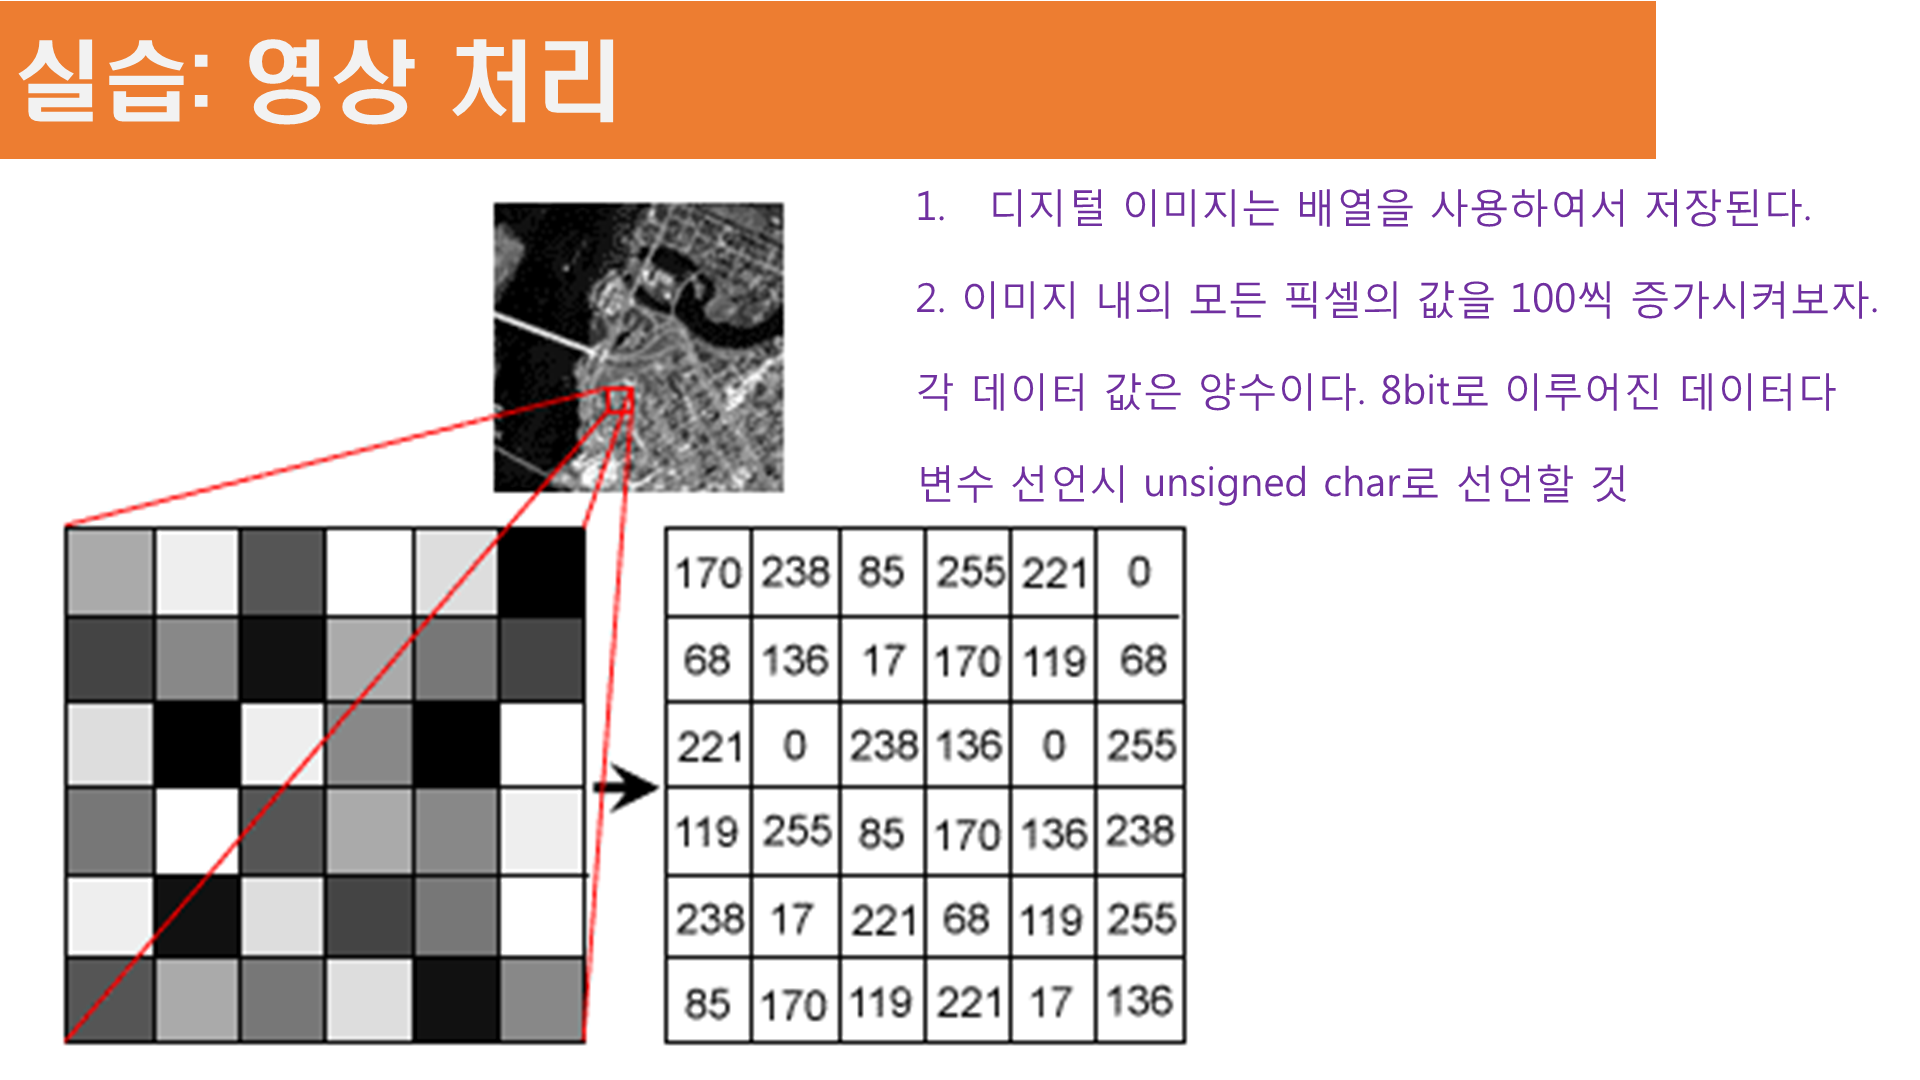 실습: 영상 처리
1. 디지털 이미지는 배열을 사용하여서 저장된다.
2. 이미지 내의 모든 픽셀의 값을 100씩 증가시켜보자.
각 데이터 값은 양수이다. 8bit로 이루어진 데이터다
변수 선언시 unsigned char로 선언할 것
170 238 85 255 221 0
68 136 17 170 119 68
221 0 238 136 0 255
119 255 85 170 136 238
238 17 221 68 119 255
85 170 119 221 17 136